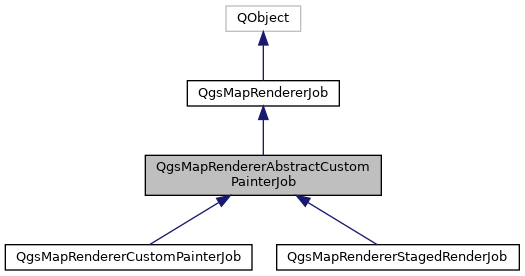 QObject
QgsMapRendererJob
QgsMapRendererAbstractCustom
PainterJob
QgsMapRendererCustomPainterJob
QgsMapRendererStagedRenderJob